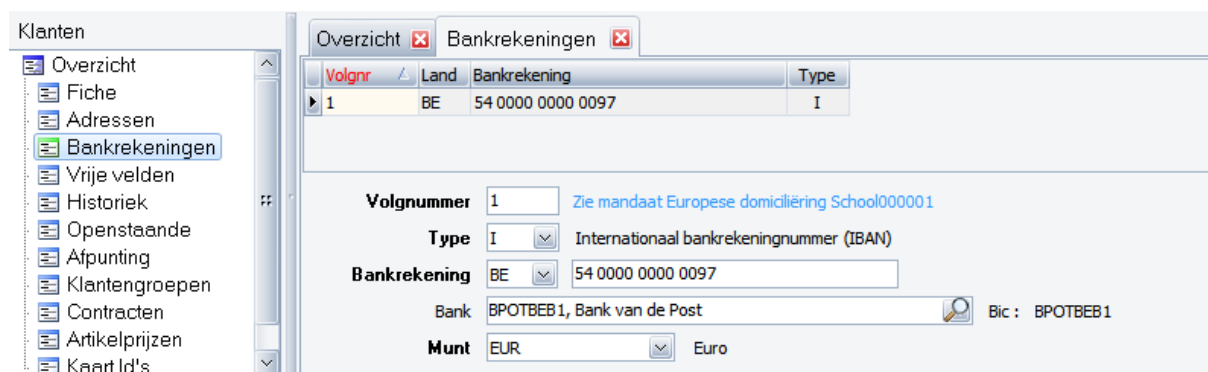 Klanten
Overzicht
Fiche
Adressen
Bankrekeningen
Vrije velden
Historiek
Openstaande
Afpunting
Klantengroepen
Contracten
Artikelprijzen
Kaart Id's
Overzicht Bankrekeningen
Volgnr Land Bankrekening Type
1 BE 54 0000 0000 0097 I
Volgnummer 1 Zie mandaat Europese domiciliëring School000001
Type I Internationaal bankrekeningnummer (IBAN)
Bankrekening BE 54 0000 0000 0097
Bank BPOTBEB1, Bank van de Post Bic : BPOTBEB1
Munt EUR Euro